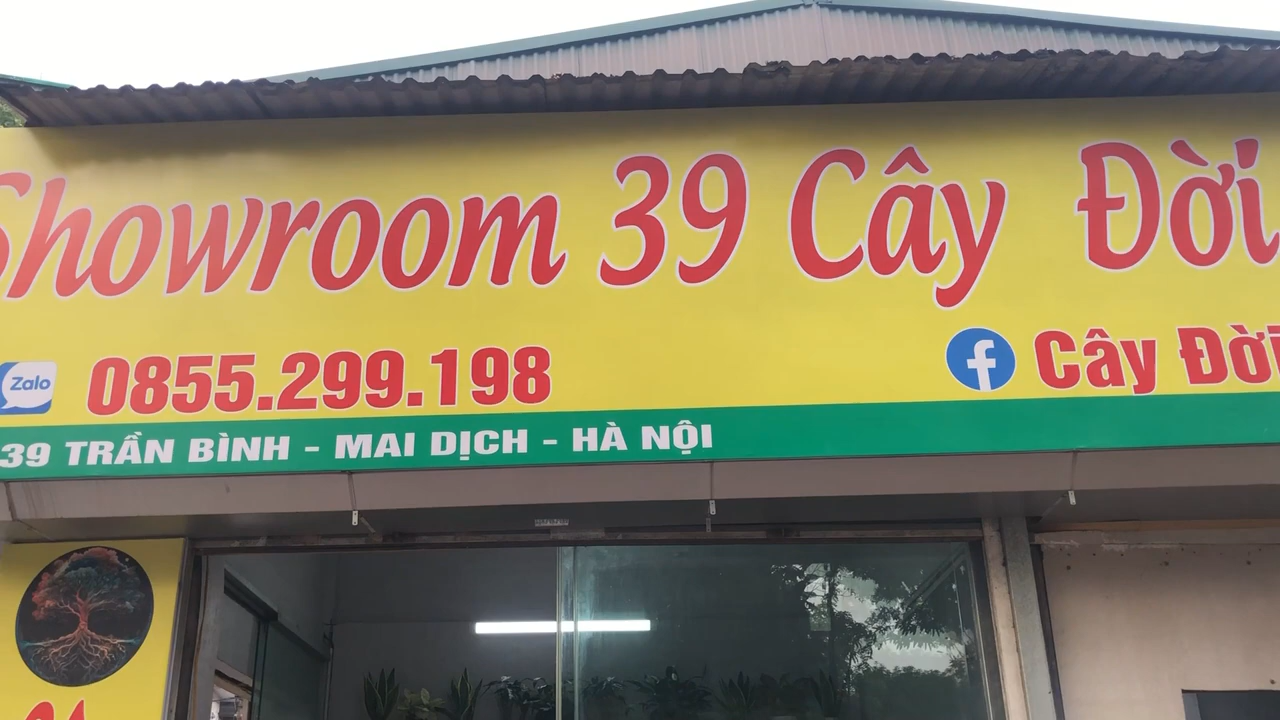 Showroom 39 Cây Đời
Zalo 0855.299.198
f Cây Đời
39 TRẦN BÌNH - MAI DỊCH - HÀ NỘI